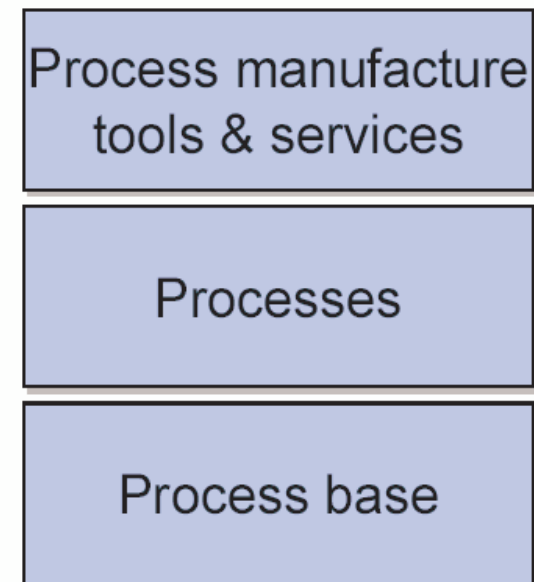 Process manufacture
tools & services
Processes
Process base